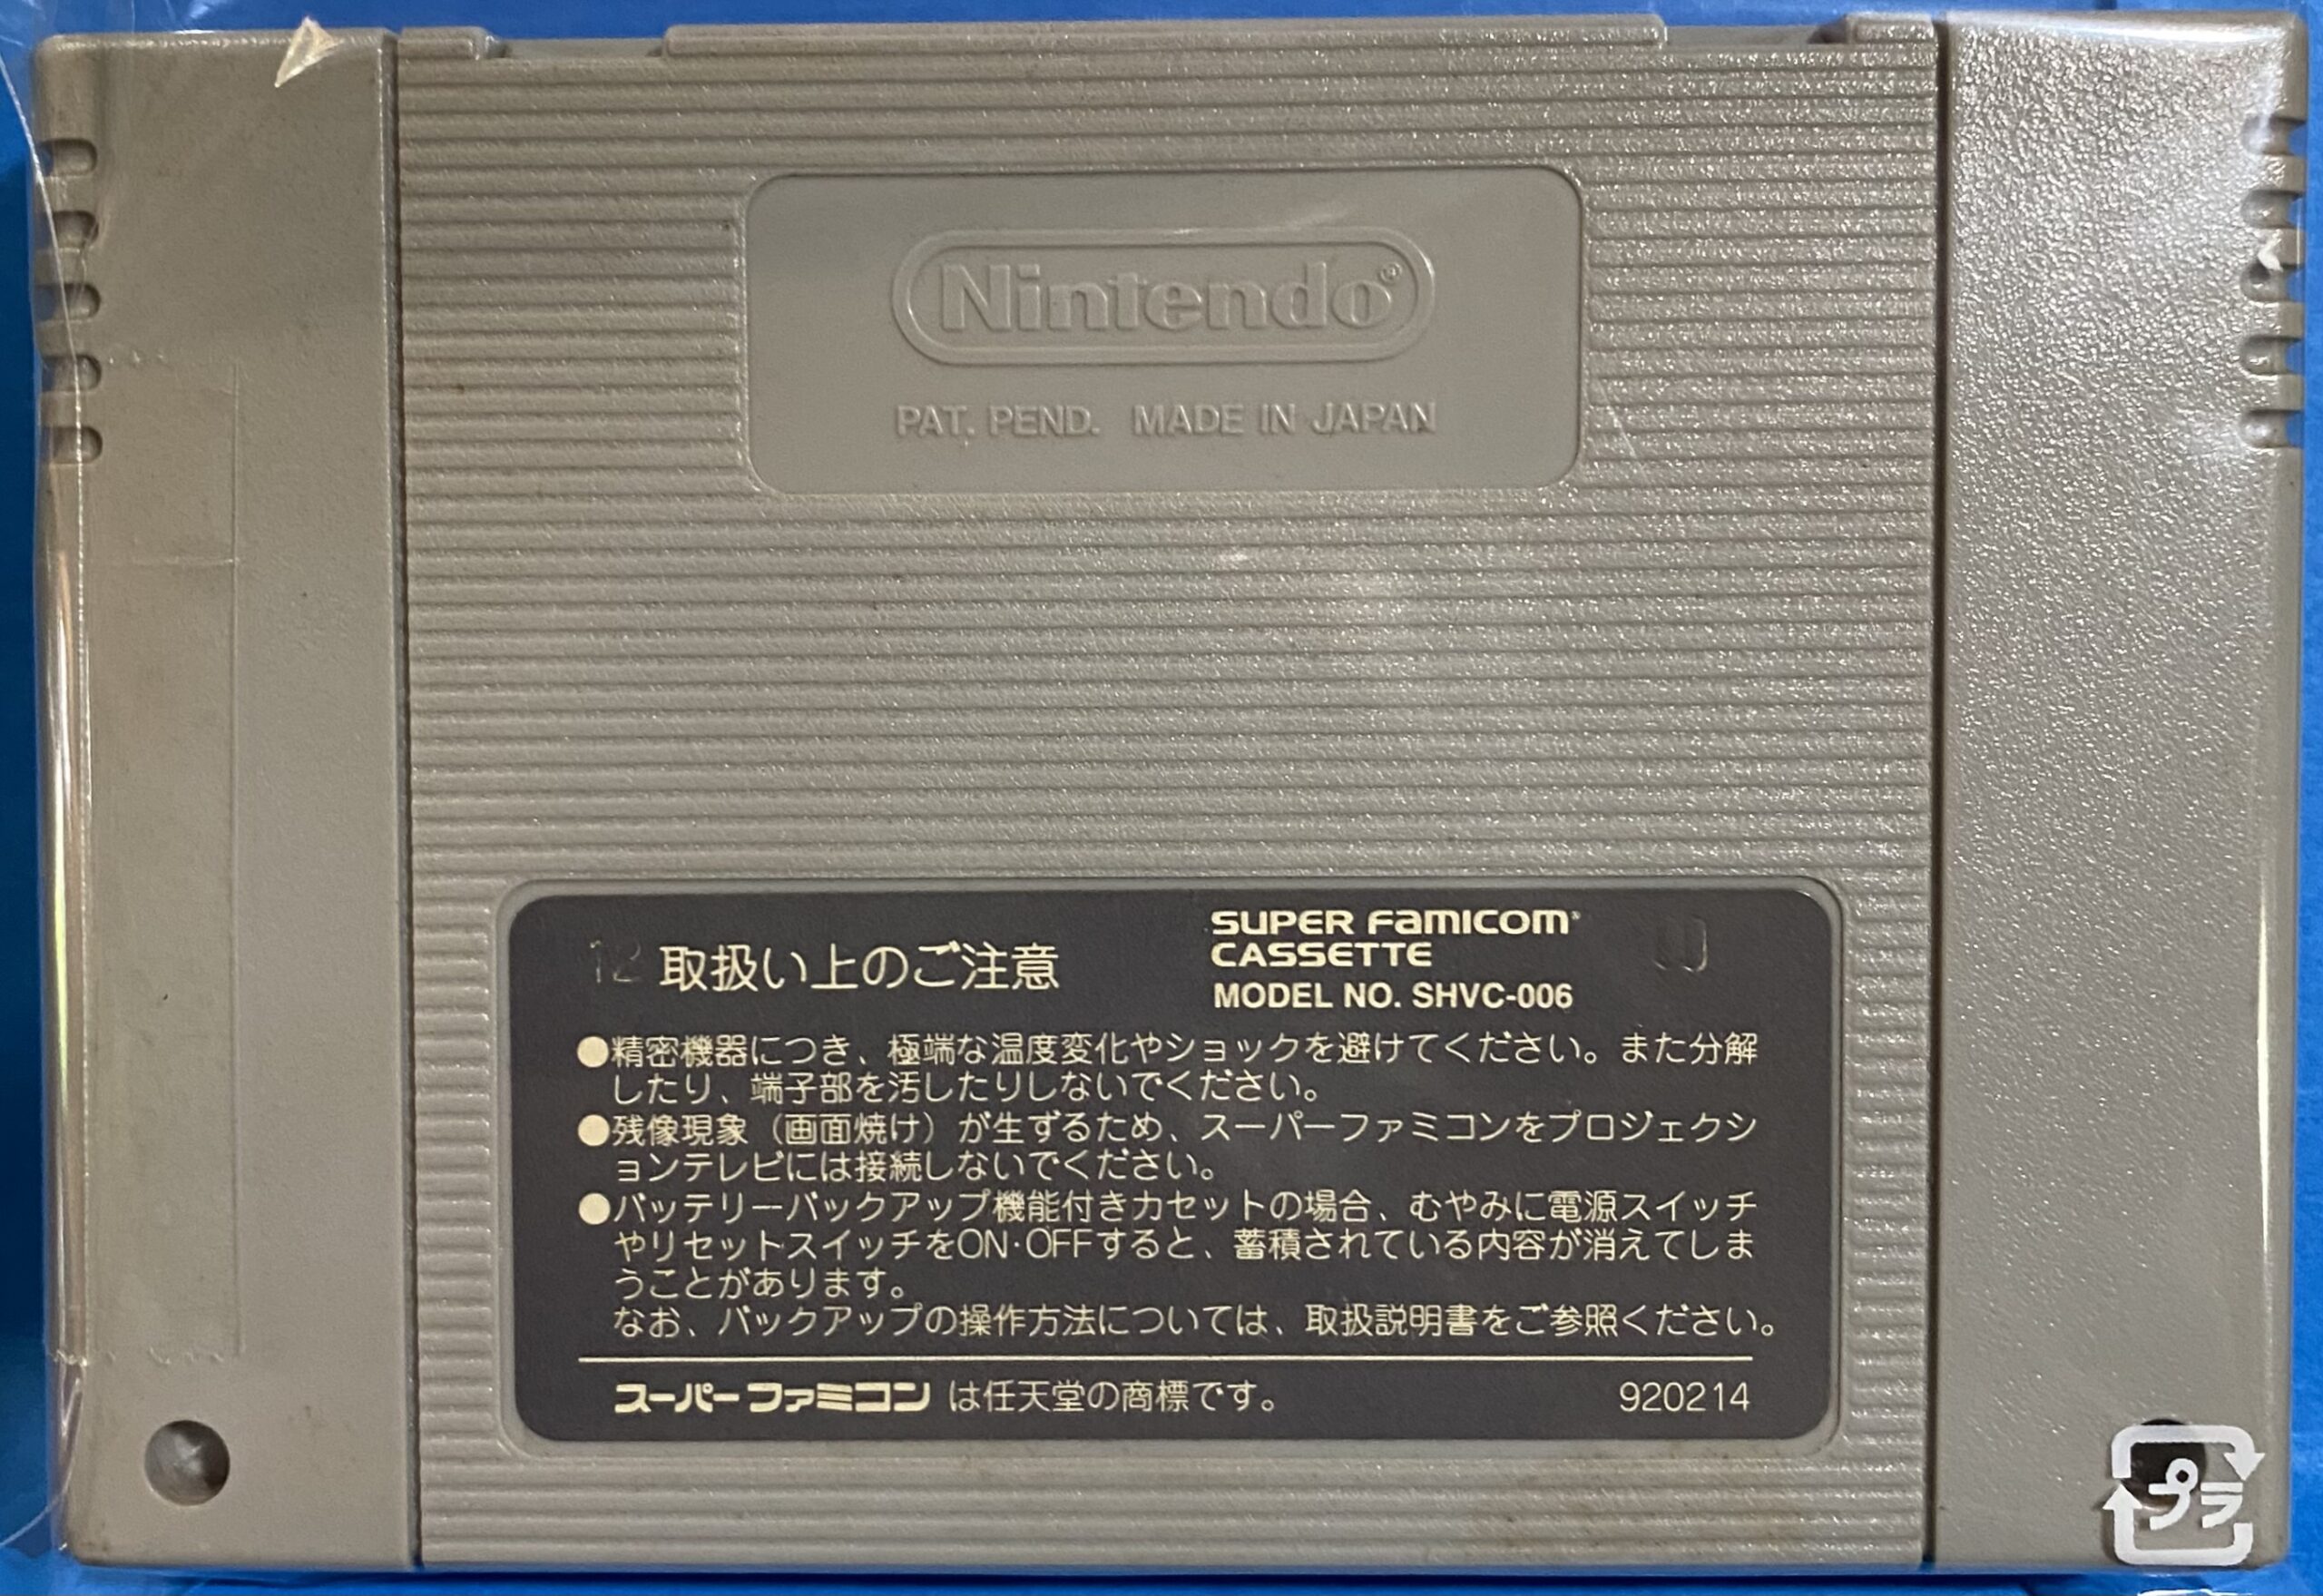 Nintendo®
PAT. PEND. MADE IN JAPAN
12 取扱い上のご注意
SUPER FAMICOM®
CASSETTE
MODEL NO. SHVC-006
●精密機器につき、極端な温度変化やショックを避けてください。また分解
したり、端子部を汚したりしないでください。
●残像現象（画面焼け）が生ずるため、スーパーファミコンをプロジェクシ
ョンテレビには接続しないでください。
●バッテリーバックアップ機能付きカセットの場合、むやみに電源スイッチ
やリセットスイッチをON・OFFすると、蓄積されている内容が消えてしま
うことがあります。
なお、バックアップの操作方法については、取扱説明書をご参照ください。
スーパーファミコン は任天堂の商標です。 920214
プラ